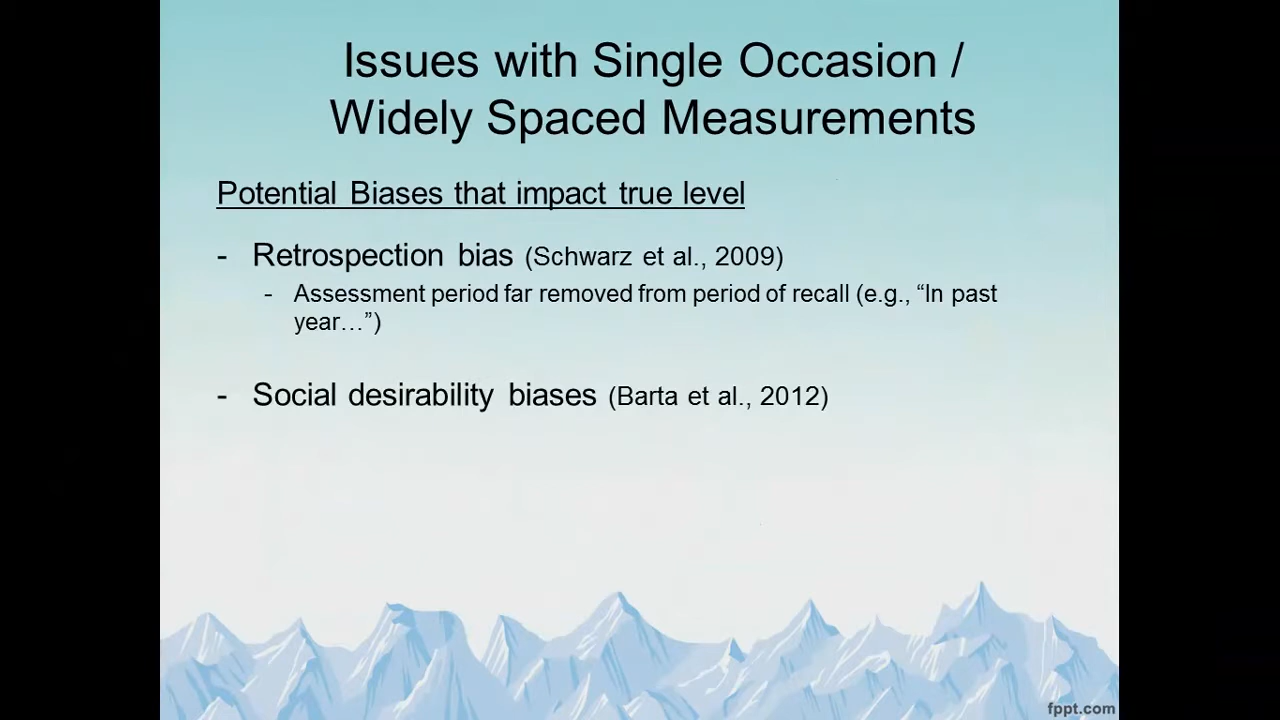 Issues with Single Occasion /
Widely Spaced Measurements
Potential Biases that impact true level
- Retrospection bias (Schwarz et al., 2009)
- Assessment period far removed from period of recall (e.g., “In past
year…”)
- Social desirability biases (Barta et al., 2012)
fppt.com